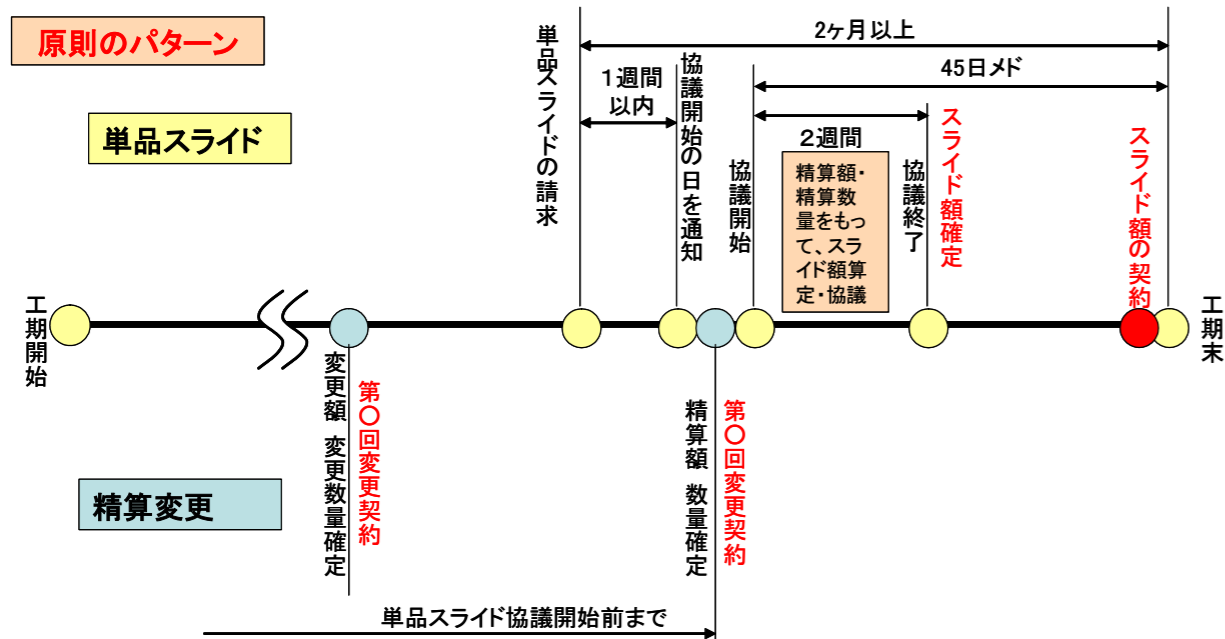 原則のパターン
2ヶ月以上
45日メド
1週間
以内
2週間
単品スライド
単品スライドの請求
協議開始の日を通知
協議開始
精算額・
精算数
量をもっ
て、スラ
イド額算
定・協議
協議終了
スライド額確定
スライド額の契約
工期開始
工期末
変更額 変更数量確定
第〇回変更契約
精算額 数量確定
第〇回変更契約
精算変更
単品スライド協議開始前まで